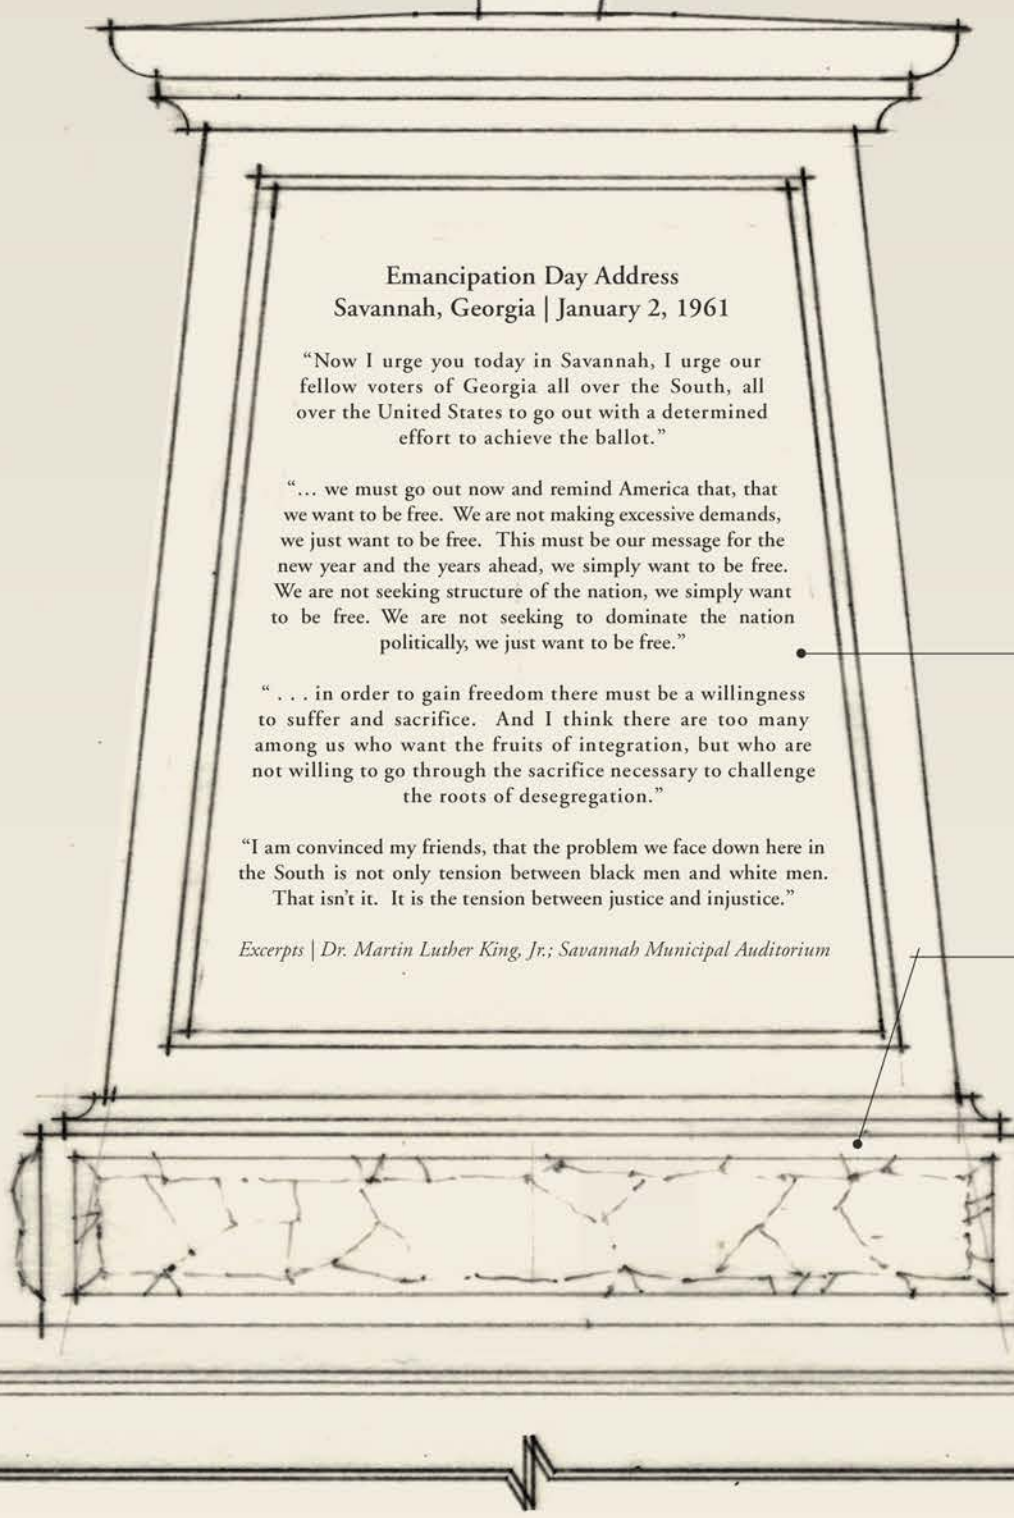 Emancipation Day Address
Savannah, Georgia | January 2, 1961
“Now I urge you today in Savannah, I urge our
fellow voters of Georgia all over the South, all
over the United States to go out with a determined
effort to achieve the ballot.”
“... we must go out now and remind America that, that
we want to be free. We are not making excessive demands,
we just want to be free. This must be our message for the
new year and the years ahead, we simply want to be free.
We are not seeking structure of the nation, we simply want
to be free. We are not seeking to dominate the nation
politically, we just want to be free.”
“ . . . in order to gain freedom there must be a willingness
to suffer and sacrifice. And I think there are too many
among us who want the fruits of integration, but who are
not willing to go through the sacrifice necessary to challenge
the roots of desegregation.”
“I am convinced my friends, that the problem we face down here in
the South is not only tension between black men and white men.
That isn’t it. It is the tension between justice and injustice.”
Excerpts | Dr. Martin Luther King, Jr.; Savannah Municipal Auditorium